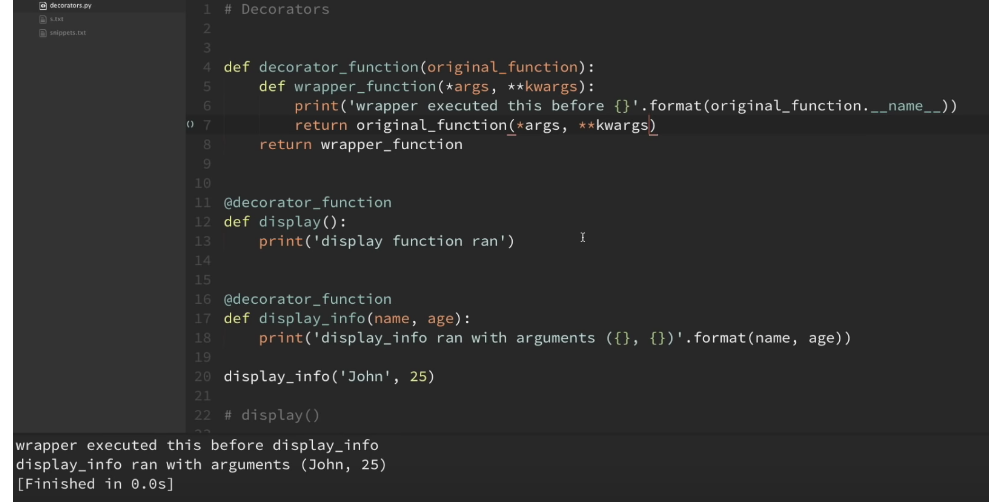 decorators.py
s.txt
snippets.txt
1 # Decorators
2
3
4 def decorator_function(original_function):
5     def wrapper_function(*args, **kwargs):
6         print('wrapper executed this before {}'.format(original_function.__name__))
7         return original_function(*args, **kwargs)
8     return wrapper_function
9
10
11 @decorator_function
12 def display():
13     print('display function ran')
14
15
16 @decorator_function
17 def display_info(name, age):
18     print('display_info ran with arguments ({}, {})'.format(name, age))
19
20 display_info('John', 25)
21
22 # display()
wrapper executed this before display_info
display_info ran with arguments (John, 25)
[Finished in 0.0s]